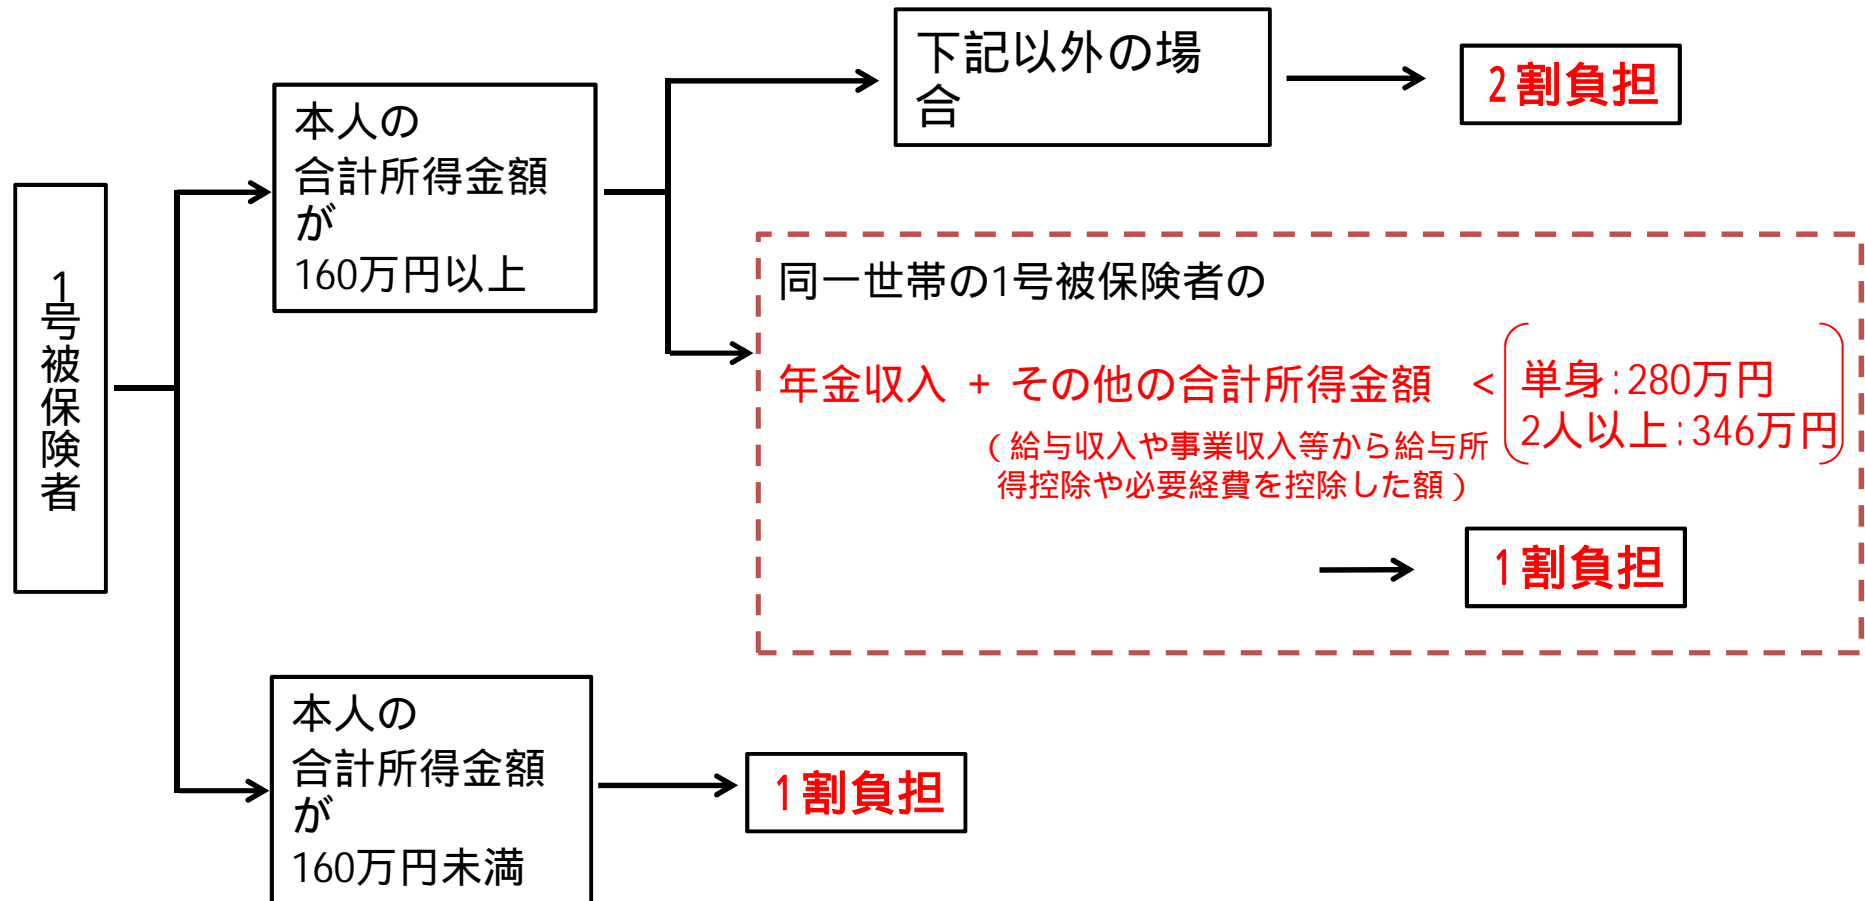 1号被保険者
本人の
合計所得金額
が
160万円以上
下記以外の場
合
2割負担
同一世帯の1号被保険者の
年金収入 + その他の合計所得金額 <
単身:280万円
2人以上:346万円
(給与収入や事業収入等から給与所
得控除や必要経費を控除した額)
1割負担
本人の
合計所得金額
が
160万円未満
1割負担